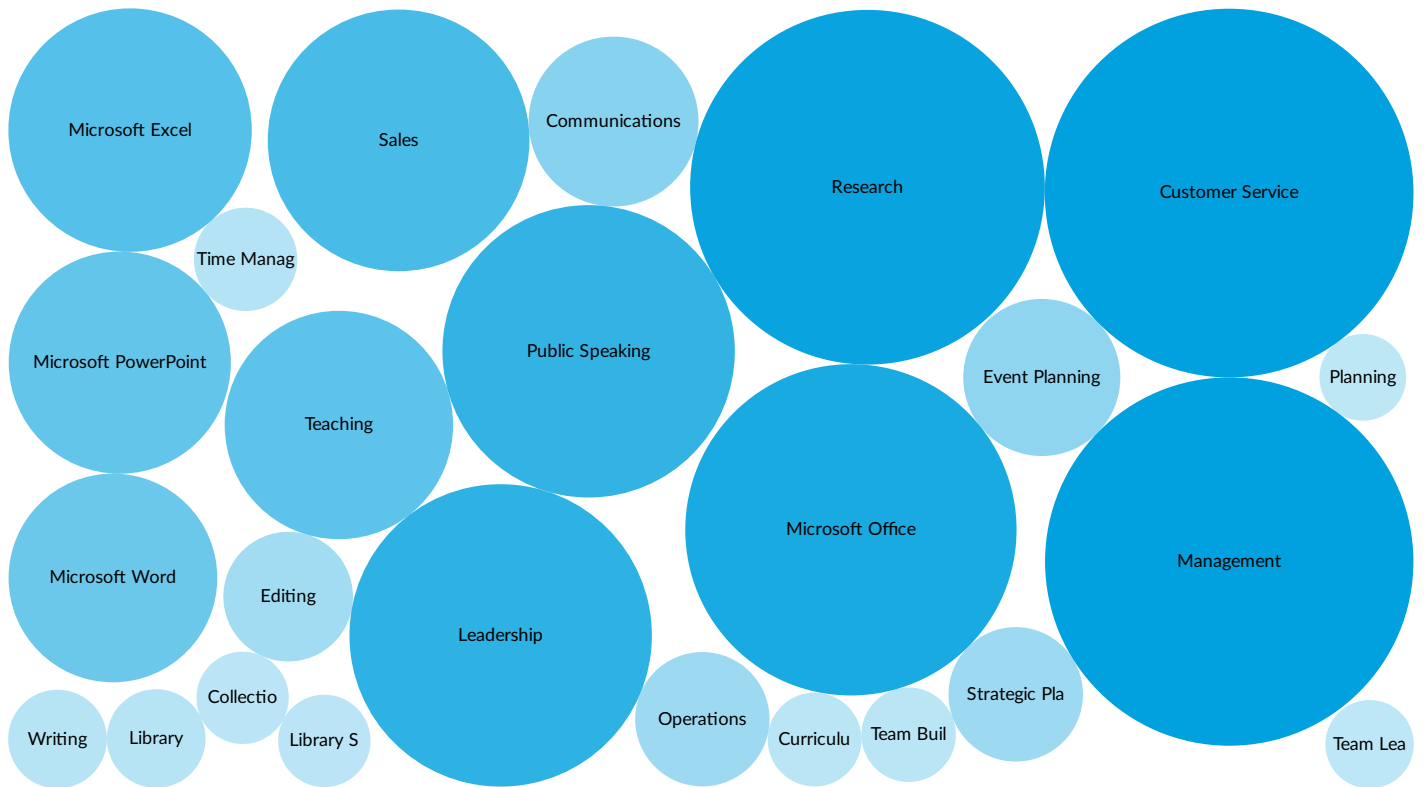 Microsoft Excel
Sales
Communications
Research
Customer Service
Time Manag
Microsoft PowerPoint
Public Speaking
Event Planning
Planning
Teaching
Microsoft Office
Management
Microsoft Word
Editing
Leadership
Collectio
Strategic Pla
Operations
Writing
Library
Library S
Curriculu
Team Buil
Team Lea